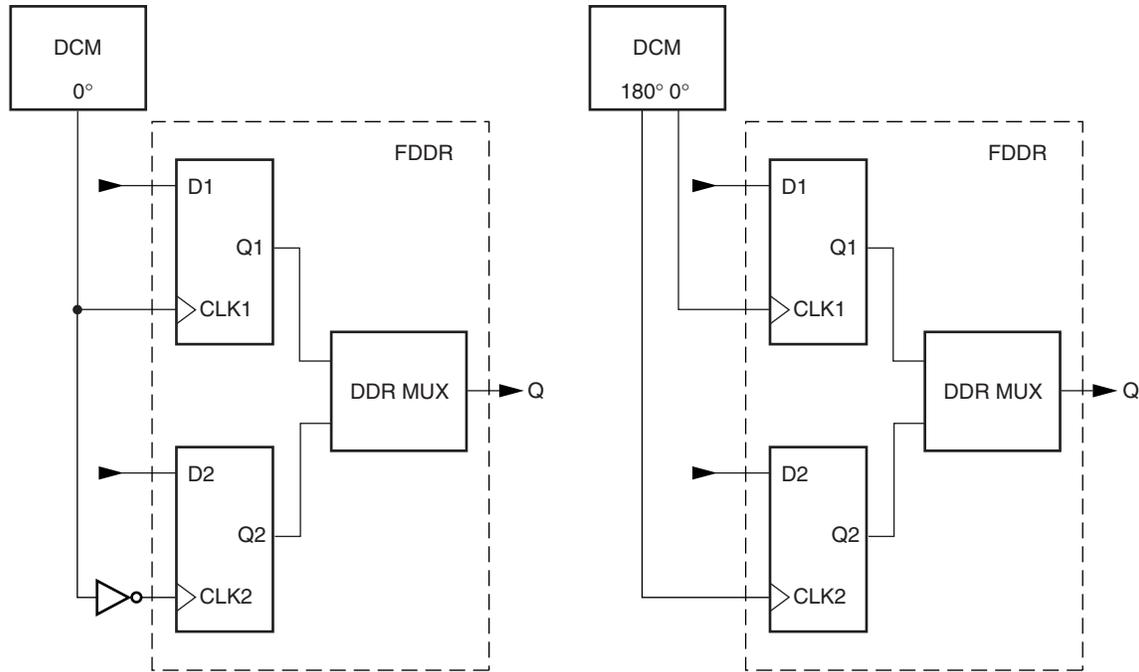 DCM
0°
FDDR
D1
Q1
CLK1
DDR MUX
Q
D2
Q2
CLK2
DCM
180° 0°
FDDR
D1
Q1
CLK1
DDR MUX
Q
D2
Q2
CLK2